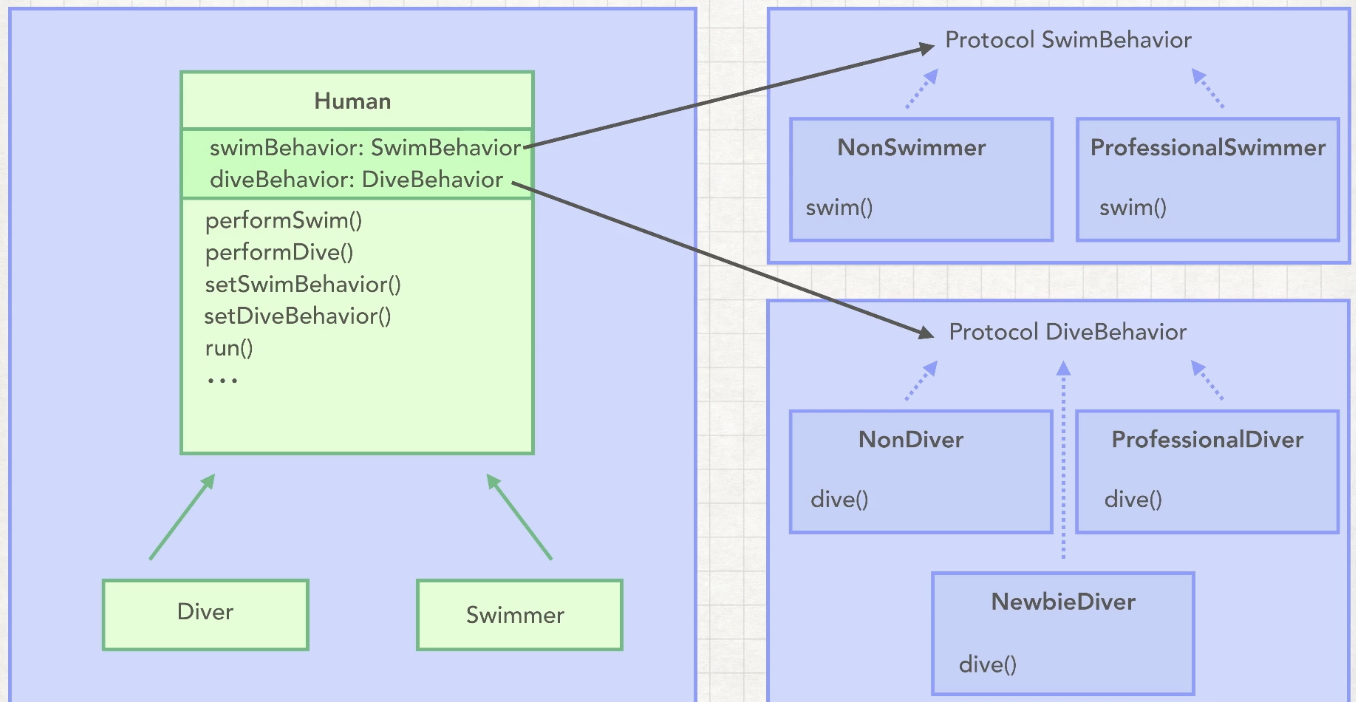 Human
swimBehavior: SwimBehavior
diveBehavior: DiveBehavior
performSwim()
performDive()
setSwimBehavior()
setDiveBehavior()
run()
...
Diver
Swimmer
Protocol SwimBehavior
NonSwimmer
swim()
ProfessionalSwimmer
swim()
Protocol DiveBehavior
NonDiver
dive()
ProfessionalDiver
dive()
NewbieDiver
dive()